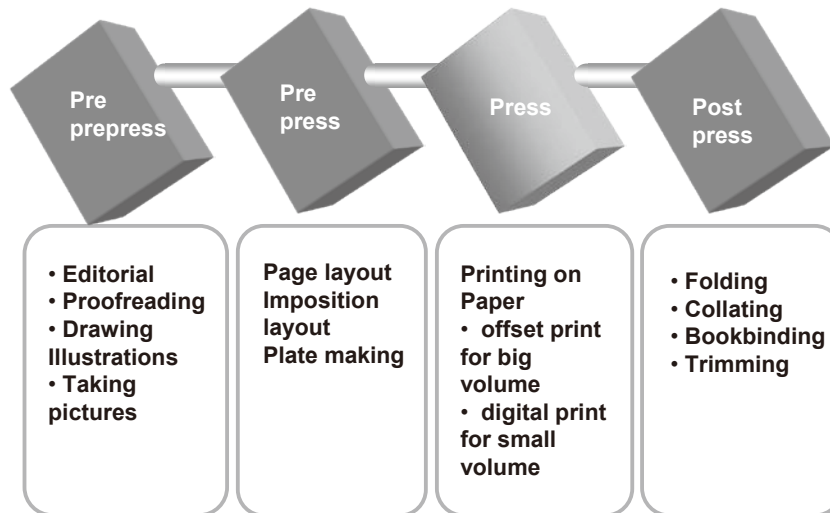 Pre
prepress
Pre
press
Press
Post
press
• Editorial
• Proofreading
• Drawing
Illustrations
• Taking
pictures
Page layout
Imposition
layout
Plate making
Printing on
Paper
• offset print
for big
volume
• digital print
for small
volume
• Folding
• Collating
• Bookbinding
• Trimming